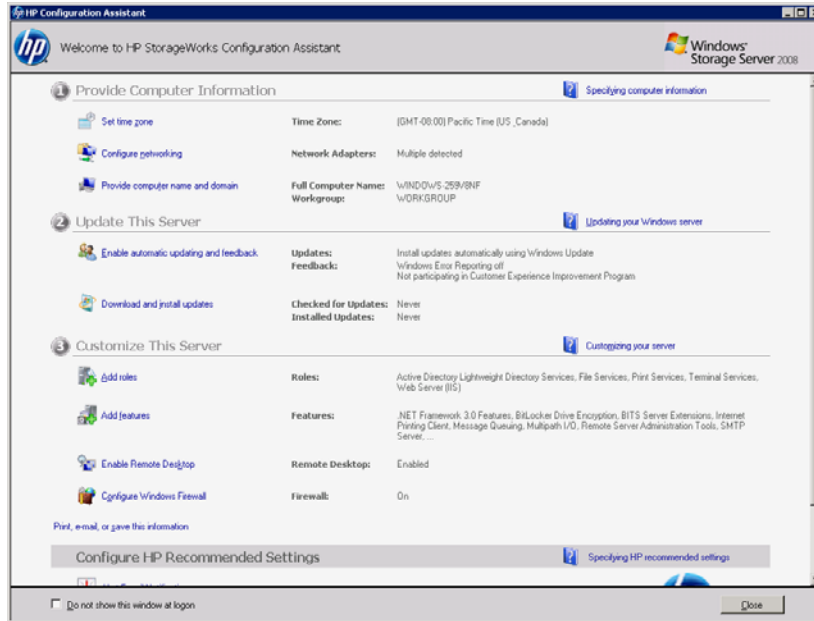 HP Configuration Assistant
hp
Welcome to HP StorageWorks Configuration Assistant
Windows
Storage Server 2008
1 Provide Computer Information
Specifying computer information
Set time zone Time Zone: (GMT-08:00) Pacific Time (US _Canada)
Configure networking Network Adapters: Multiple detected
Provide computer name and domain Full Computer Name: WINDOWS-259V8NF
Workgroup: WORKGROUP
2 Update This Server
Updating your Windows server
Enable automatic updating and feedback Updates: Install updates automatically using Windows Update
Feedback: Windows Error Reporting off
Not participating in Customer Experience Improvement Program
Download and install updates Checked for Updates: Never
Installed Updates: Never
3 Customize This Server
Customizing your server
Add roles Roles: Active Directory Lightweight Directory Services, File Services, Print Services, Terminal Services,
Web Server (IIS)
Add features Features: .NET Framework 3.0 Features, BitLocker Drive Encryption, BITS Server Extensions, Internet
Printing Client, Message Queuing, Multipath I/O, Remote Server Administration Tools, SMTP
Server, ...
Enable Remote Desktop Remote Desktop: Enabled
Configure Windows Firewall Firewall: On
Print, e-mail, or save this information
Configure HP Recommended Settings
Specifying HP recommended settings
Do not show this window at logon
Close